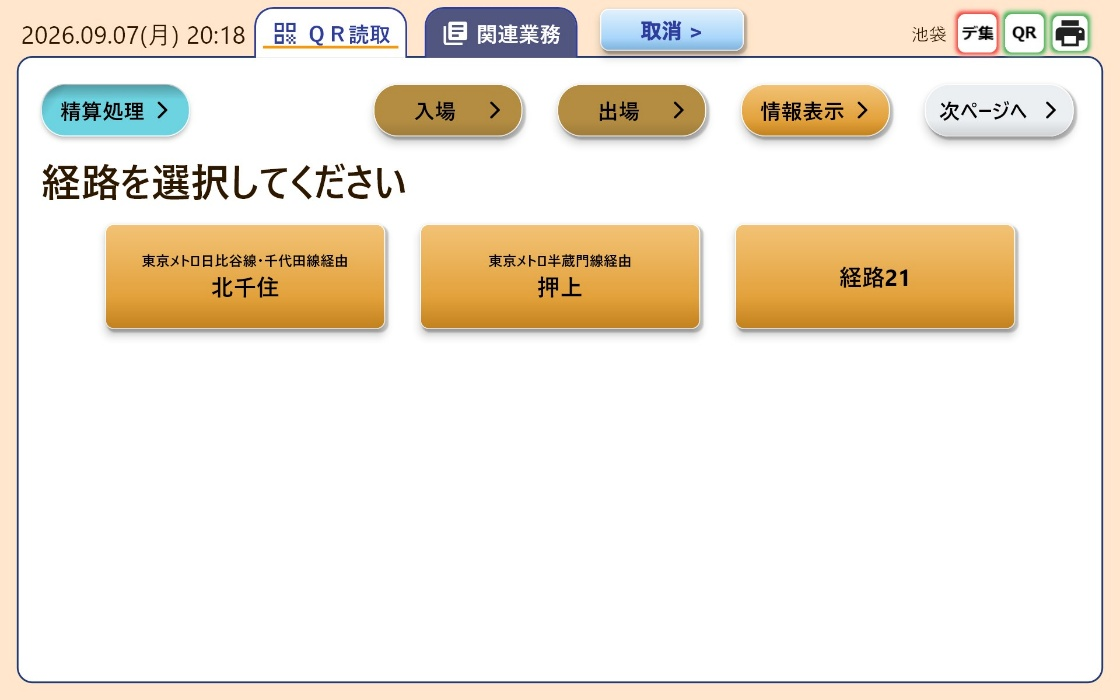 2026.09.07(月) 20:18
ＱＲ読取
関連業務
取消 >
池袋
デ集
QR
精算処理
入場
出場
情報表示
次ページへ
経路を選択してください
東京メトロ日比谷線・千代田線経由
北千住
東京メトロ半蔵門線経由
押上
経路21